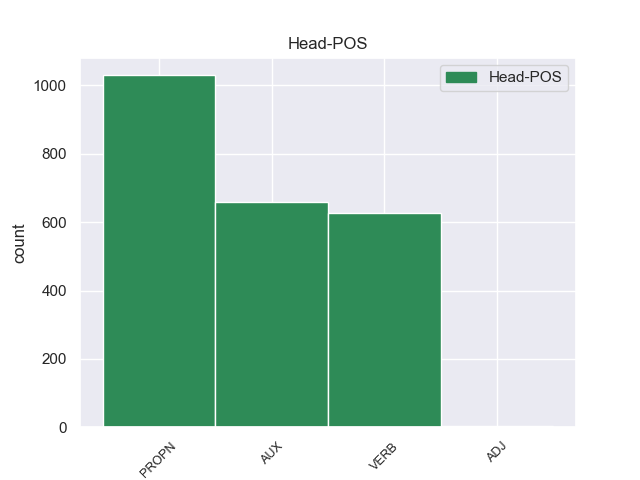 Head-POS
Head-POS
count
1000
800
600
400
200
0
PROPN
AUX
VERB
ADJ